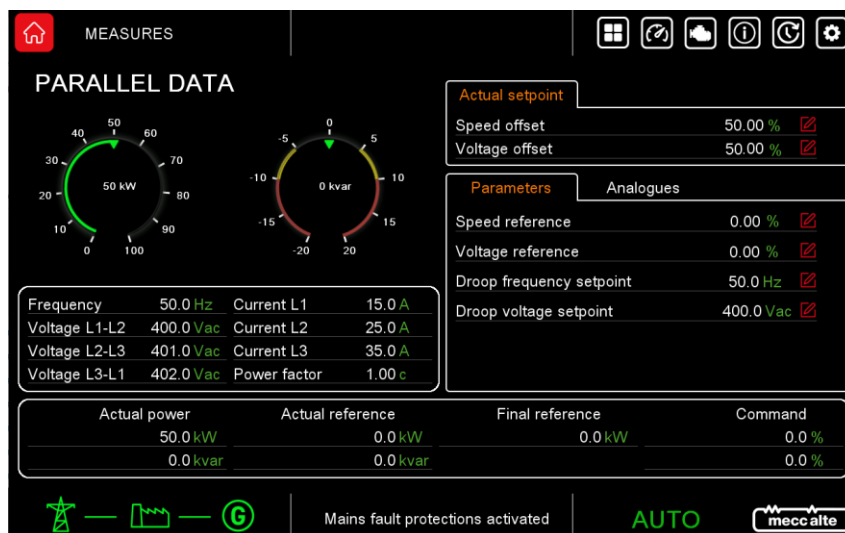 MEASURES
PARALLEL DATA
0 10 20 30 40 50 60 70 80 90 100
50 kW
-20 -15 -10 -5 0 5 10 15 20
0 kvar
Actual setpoint
Speed offset 50.00 %
Voltage offset 50.00 %
Parameters Analogues
Speed reference 0.00 %
Voltage reference 0.00 %
Droop frequency setpoint 50.0 Hz
Droop voltage setpoint 400.0 Vac
Frequency 50.0 Hz Current L1 15.0 A
Voltage L1-L2 400.0 Vac Current L2 25.0 A
Voltage L2-L3 401.0 Vac Current L3 35.0 A
Voltage L3-L1 402.0 Vac Power factor 1.00 c
Actual power Actual reference Final reference Command
50.0 kW 0.0 kW 0.0 kW 0.0 %
0.0 kvar 0.0 kvar 0.0 %
G
Mains fault protections activated
AUTO
mecc alte